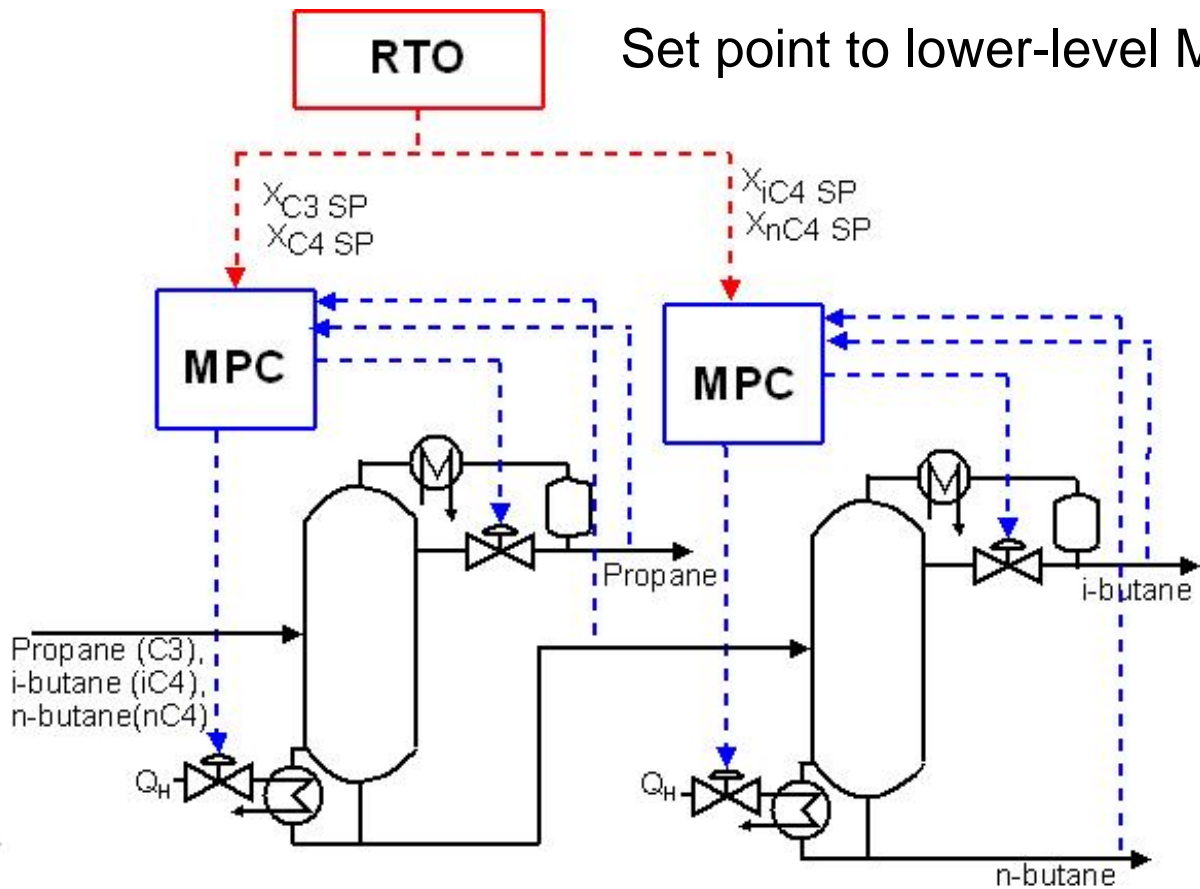 Set point to lower-level M
RTO
XC3 SP
XC4 SP
XiC4 SP
XnC4 SP
MPC
MPC
Propane
i-butane
Propane (C3),
i-butane (iC4),
n-butane(nC4)
QH
QH
n-butane